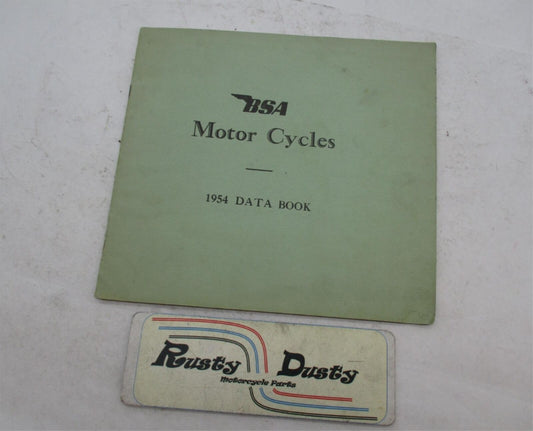 BSA
Motor Cycles
1954 DATA BOOK
Rusty Dusty
Motorcycle Parts